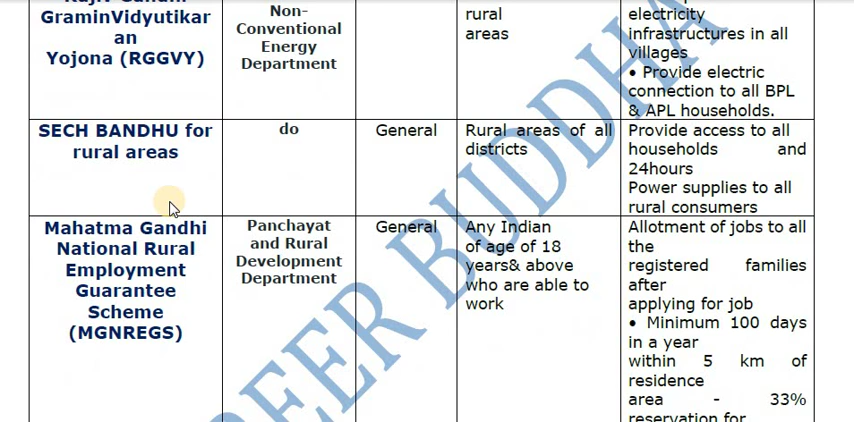 GraminVidyutikar
an
Yojona (RGGVY)
Non-
Conventional
Energy
Department
rural
areas
electricity
infrastructures in all
villages
• Provide electric
connection to all BPL
& APL households.
SECH BANDHU for
rural areas
do
General
Rural areas of all
districts
Provide access to all
households and
24hours
Power supplies to all
rural consumers
Mahatma Gandhi
National Rural
Employment
Guarantee
Scheme
(MGNREGS)
Panchayat
and Rural
Development
Department
General
Any Indian
of age of 18
years& above
who are able to
work
Allotment of jobs to all
the
registered families
after
applying for job
• Minimum 100 days
in a year
within 5 km of
residence
area - 33%
reservation for
EER BUDDHA